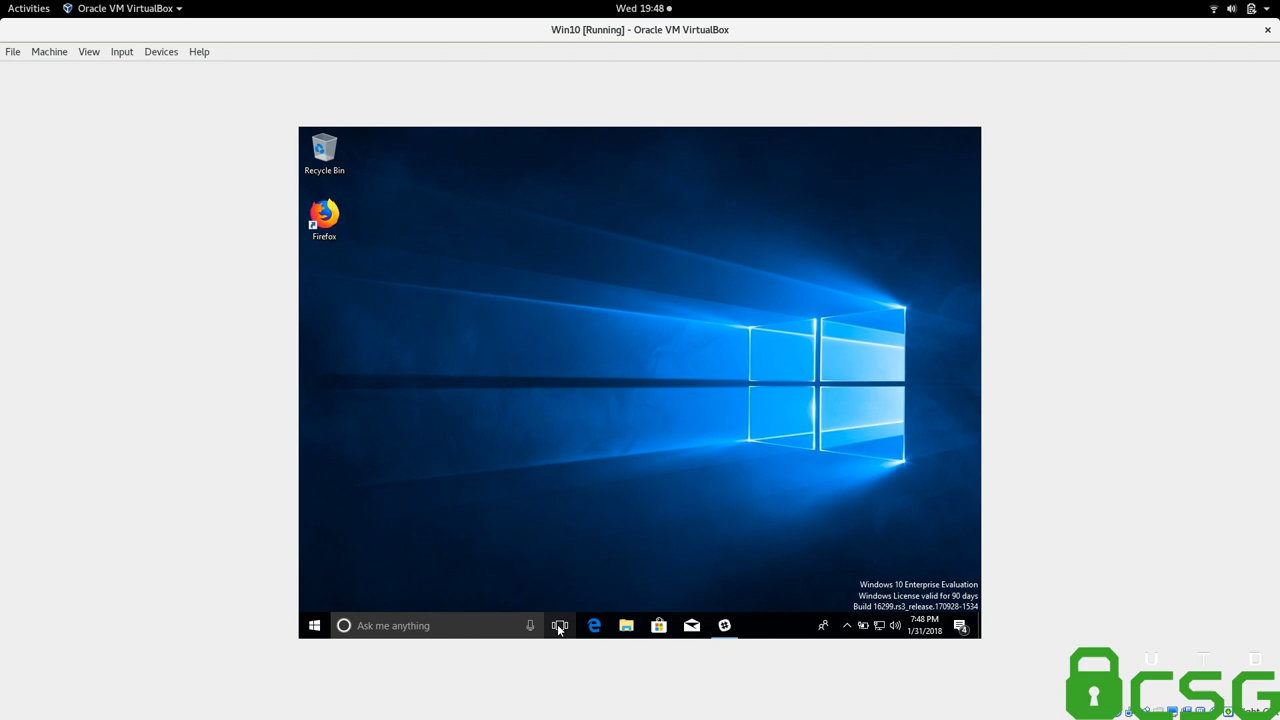 Activities Oracle VM VirtualBox Wed 19:48
Win10 [Running] - Oracle VM VirtualBox
File Machine View Input Devices Help
Recycle Bin
Firefox
Windows 10 Enterprise Evaluation
Windows License valid for 90 days
Build 16299.rs3_release.170928-1534
Ask me anything
7:48 PM
1/31/2018
4
U T D
CSG